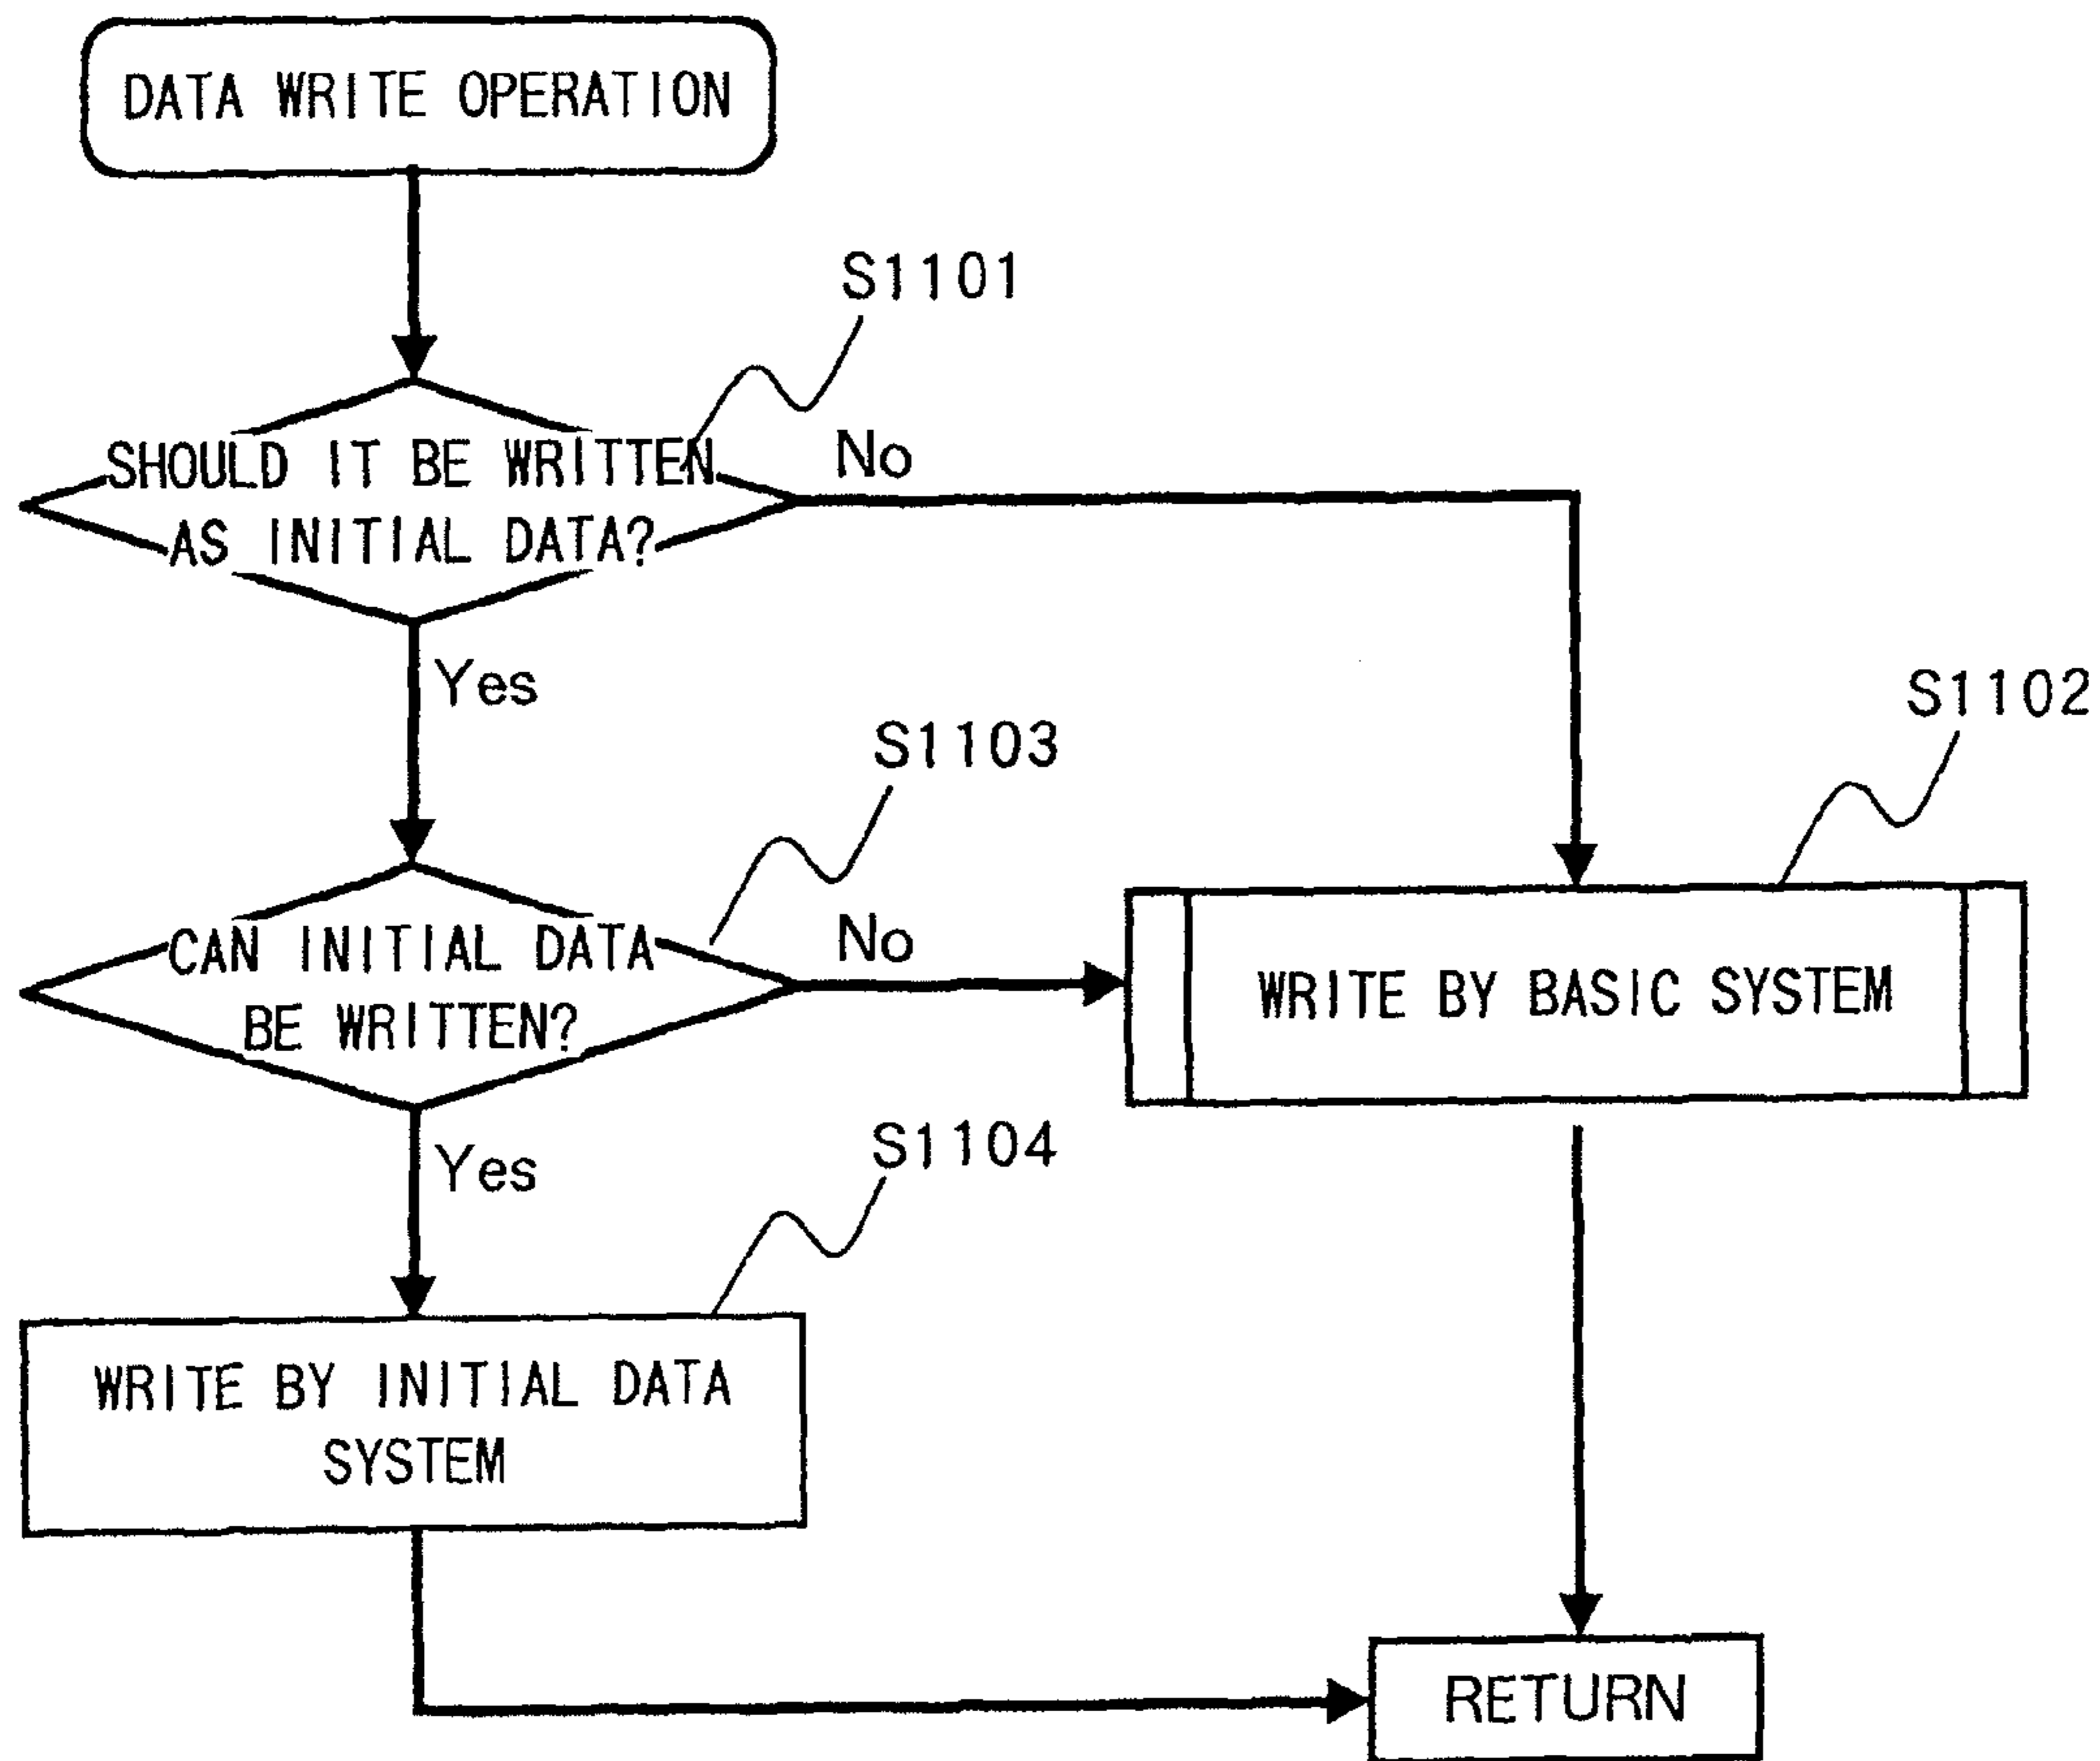 DATA WRITE OPERATION
S1101
SHOULD IT BE WRITTEN
AS INITIAL DATA?
No
Yes
S1102
S1103
CAN INITIAL DATA
BE WRITTEN?
No
WRITE BY BASIC SYSTEM
Yes
S1104
WRITE BY INITIAL DATA
SYSTEM
RETURN